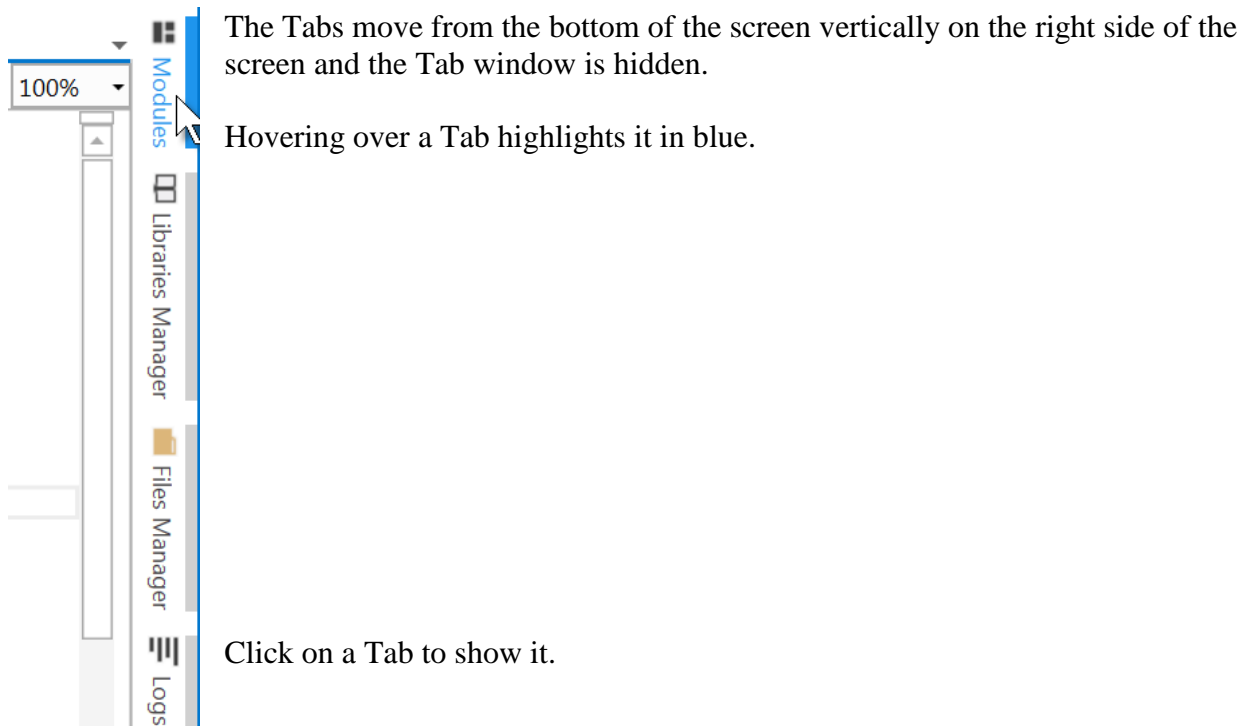 The Tabs move from the bottom of the screen vertically on the right side of the
screen and the Tab window is hidden.
Hovering over a Tab highlights it in blue.
Click on a Tab to show it.
100%
Modules
Libraries Manager
Files Manager
Logs